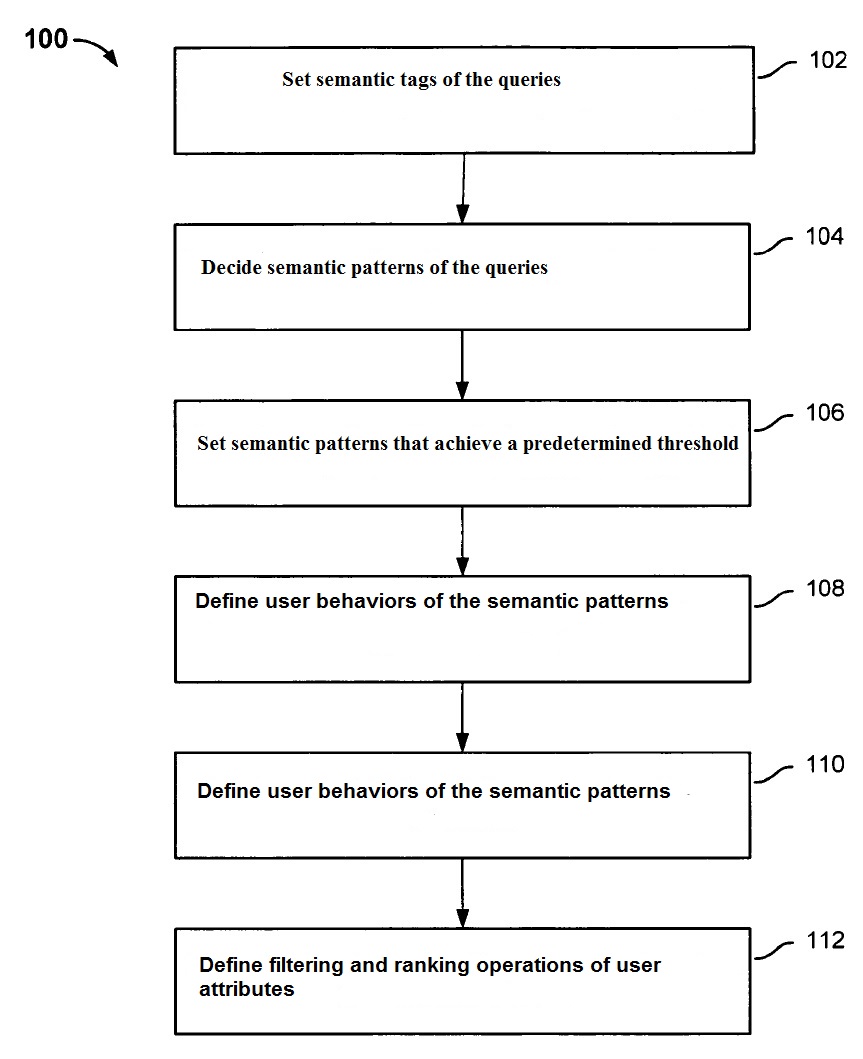 100
Set semantic tags of the queries
102
Decide semantic patterns of the queries
104
Set semantic patterns that achieve a predetermined threshold
106
Define user behaviors of the semantic patterns
108
Define user behaviors of the semantic patterns
110
Define filtering and ranking operations of user
attributes
112